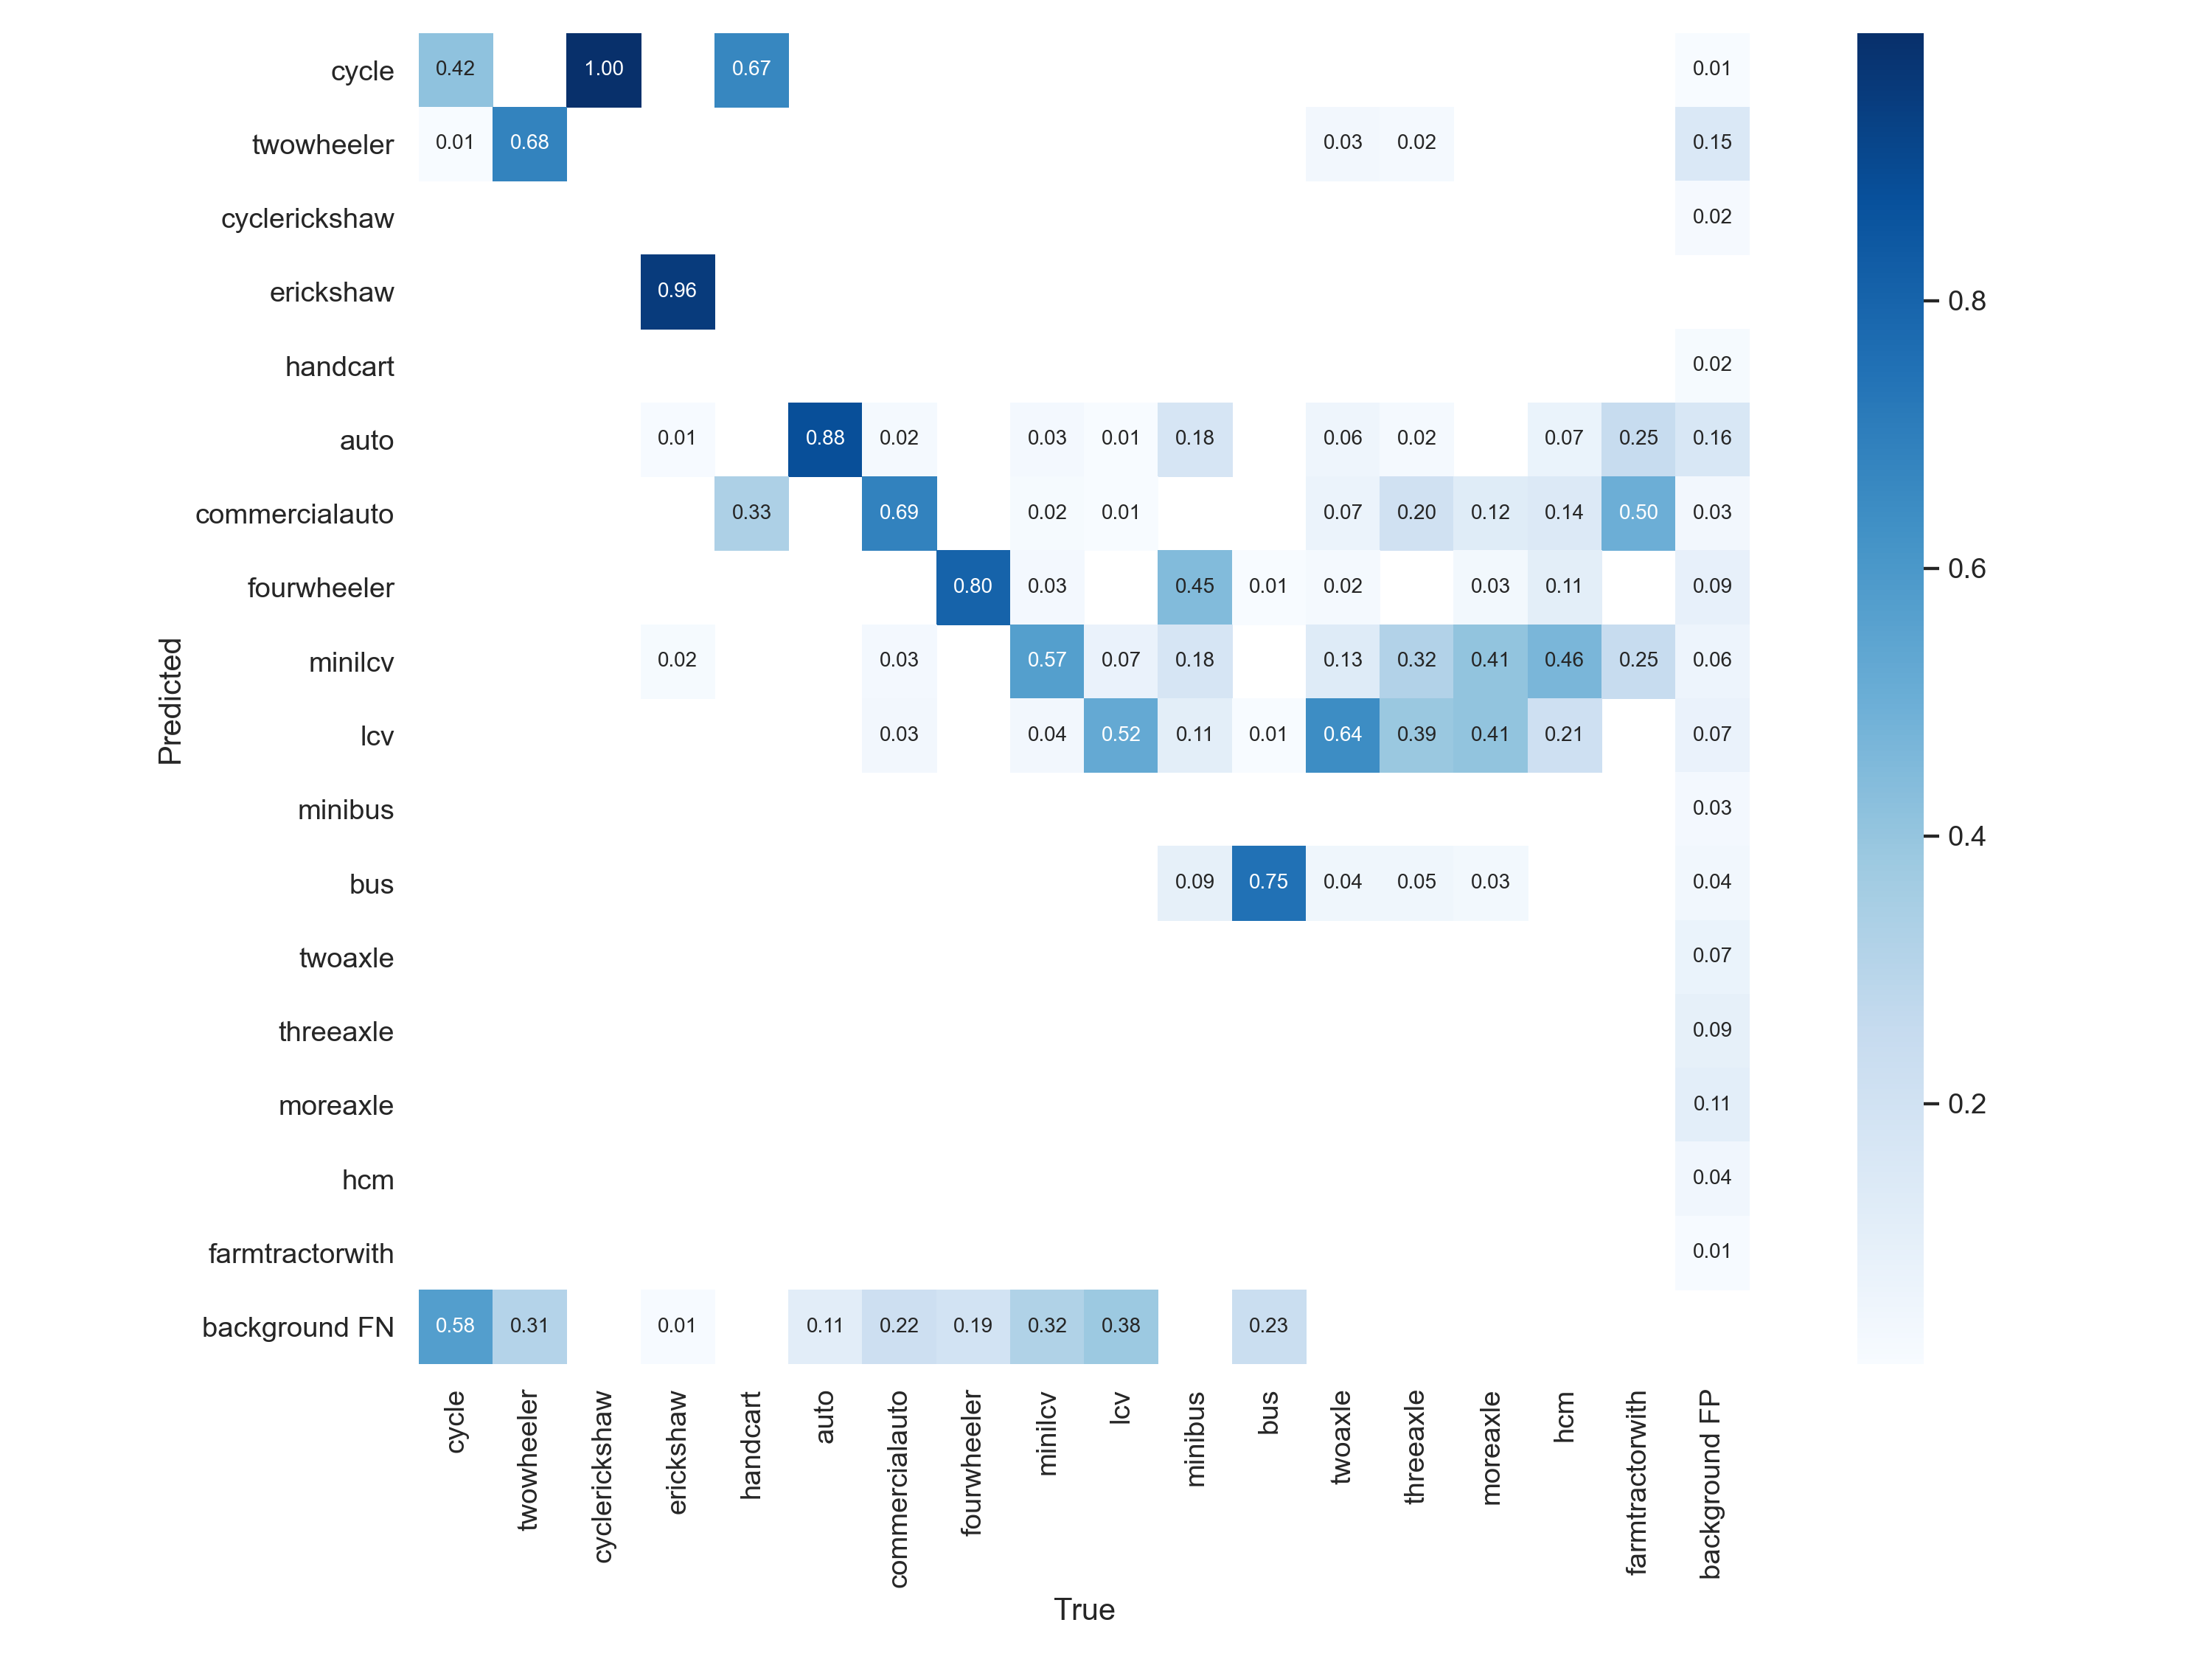 cycle 0.42 1.00 0.67 0.01
twowheeler 0.01 0.68 0.03 0.02 0.15
cyclerickshaw 0.02
erickshaw 0.96
0.8
handcart 0.02
auto 0.01 0.88 0.02 0.03 0.01 0.18 0.06 0.02 0.07 0.25 0.16
commercialauto 0.33 0.69 0.02 0.01 0.07 0.20 0.12 0.14 0.50 0.03
0.6
fourwheeler 0.80 0.03 0.45 0.01 0.02 0.03 0.11 0.09
minilcv 0.02 0.03 0.57 0.07 0.18 0.13 0.32 0.41 0.46 0.25 0.06
Predicted
lcv 0.03 0.04 0.52 0.11 0.01 0.64 0.39 0.41 0.21 0.07
minibus 0.03
0.4
bus 0.09 0.75 0.04 0.05 0.03 0.04
twoaxle 0.07
threeaxle 0.09
moreaxle 0.11
0.2
hcm 0.04
farmtractorwith 0.01
background FN 0.58 0.31 0.01 0.11 0.22 0.19 0.32 0.38 0.23
cycle
twowheeler
cyclerickshaw
erickshaw
handcart
auto
commercialauto
fourwheeler
minilcv
lcv
minibus
bus
twoaxle
threeaxle
moreaxle
hcm
farmtractorwith
background FP
True